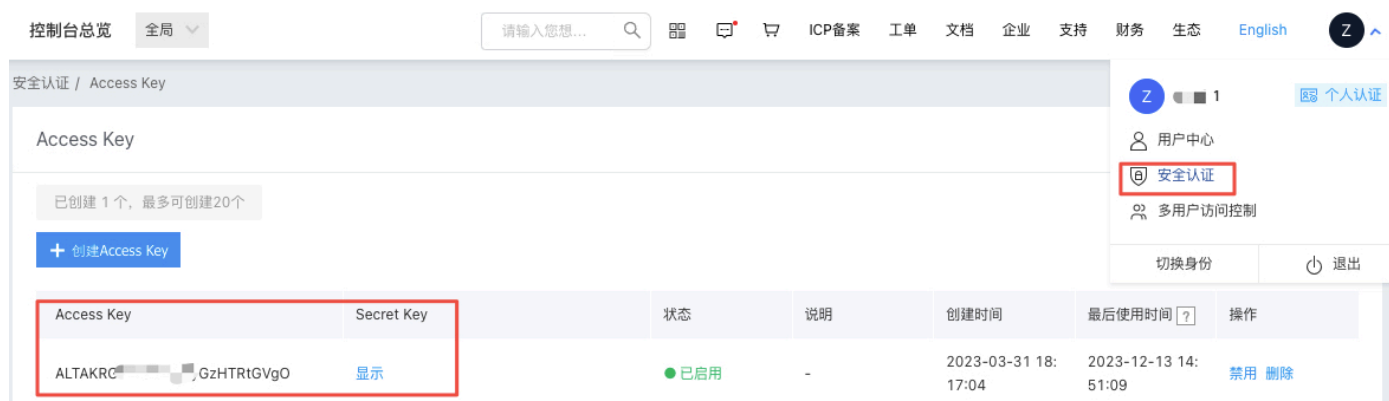 控制台总览 全局 请输入您想... ICP备案 工单 文档 企业 支持 财务 生态 English Z
安全认证 / Access Key
Z 1 个人认证
用户中心
安全认证
多用户访问控制
切换身份 退出
Access Key
已创建 1 个，最多可创建20个
+ 创建Access Key
Access Key Secret Key 状态 说明 创建时间 最后使用时间 ? 操作
ALTAKR GzHTRtGVgO 显示 已启用 - 2023-03-31 18:17:04 2023-12-13 14:51:09 禁用 删除